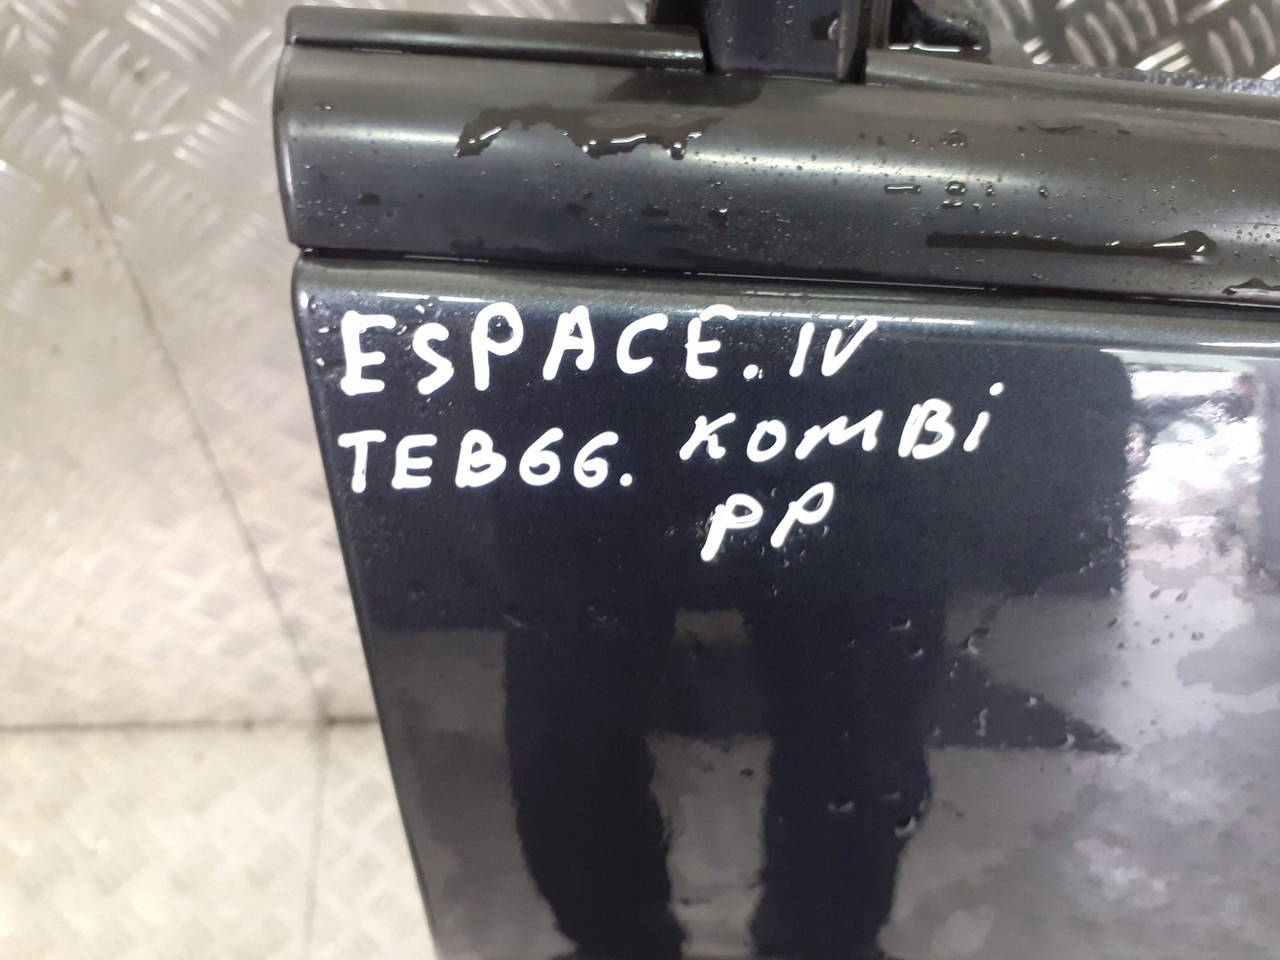 ESPACE. IV
TEB66. KOMBi
PP